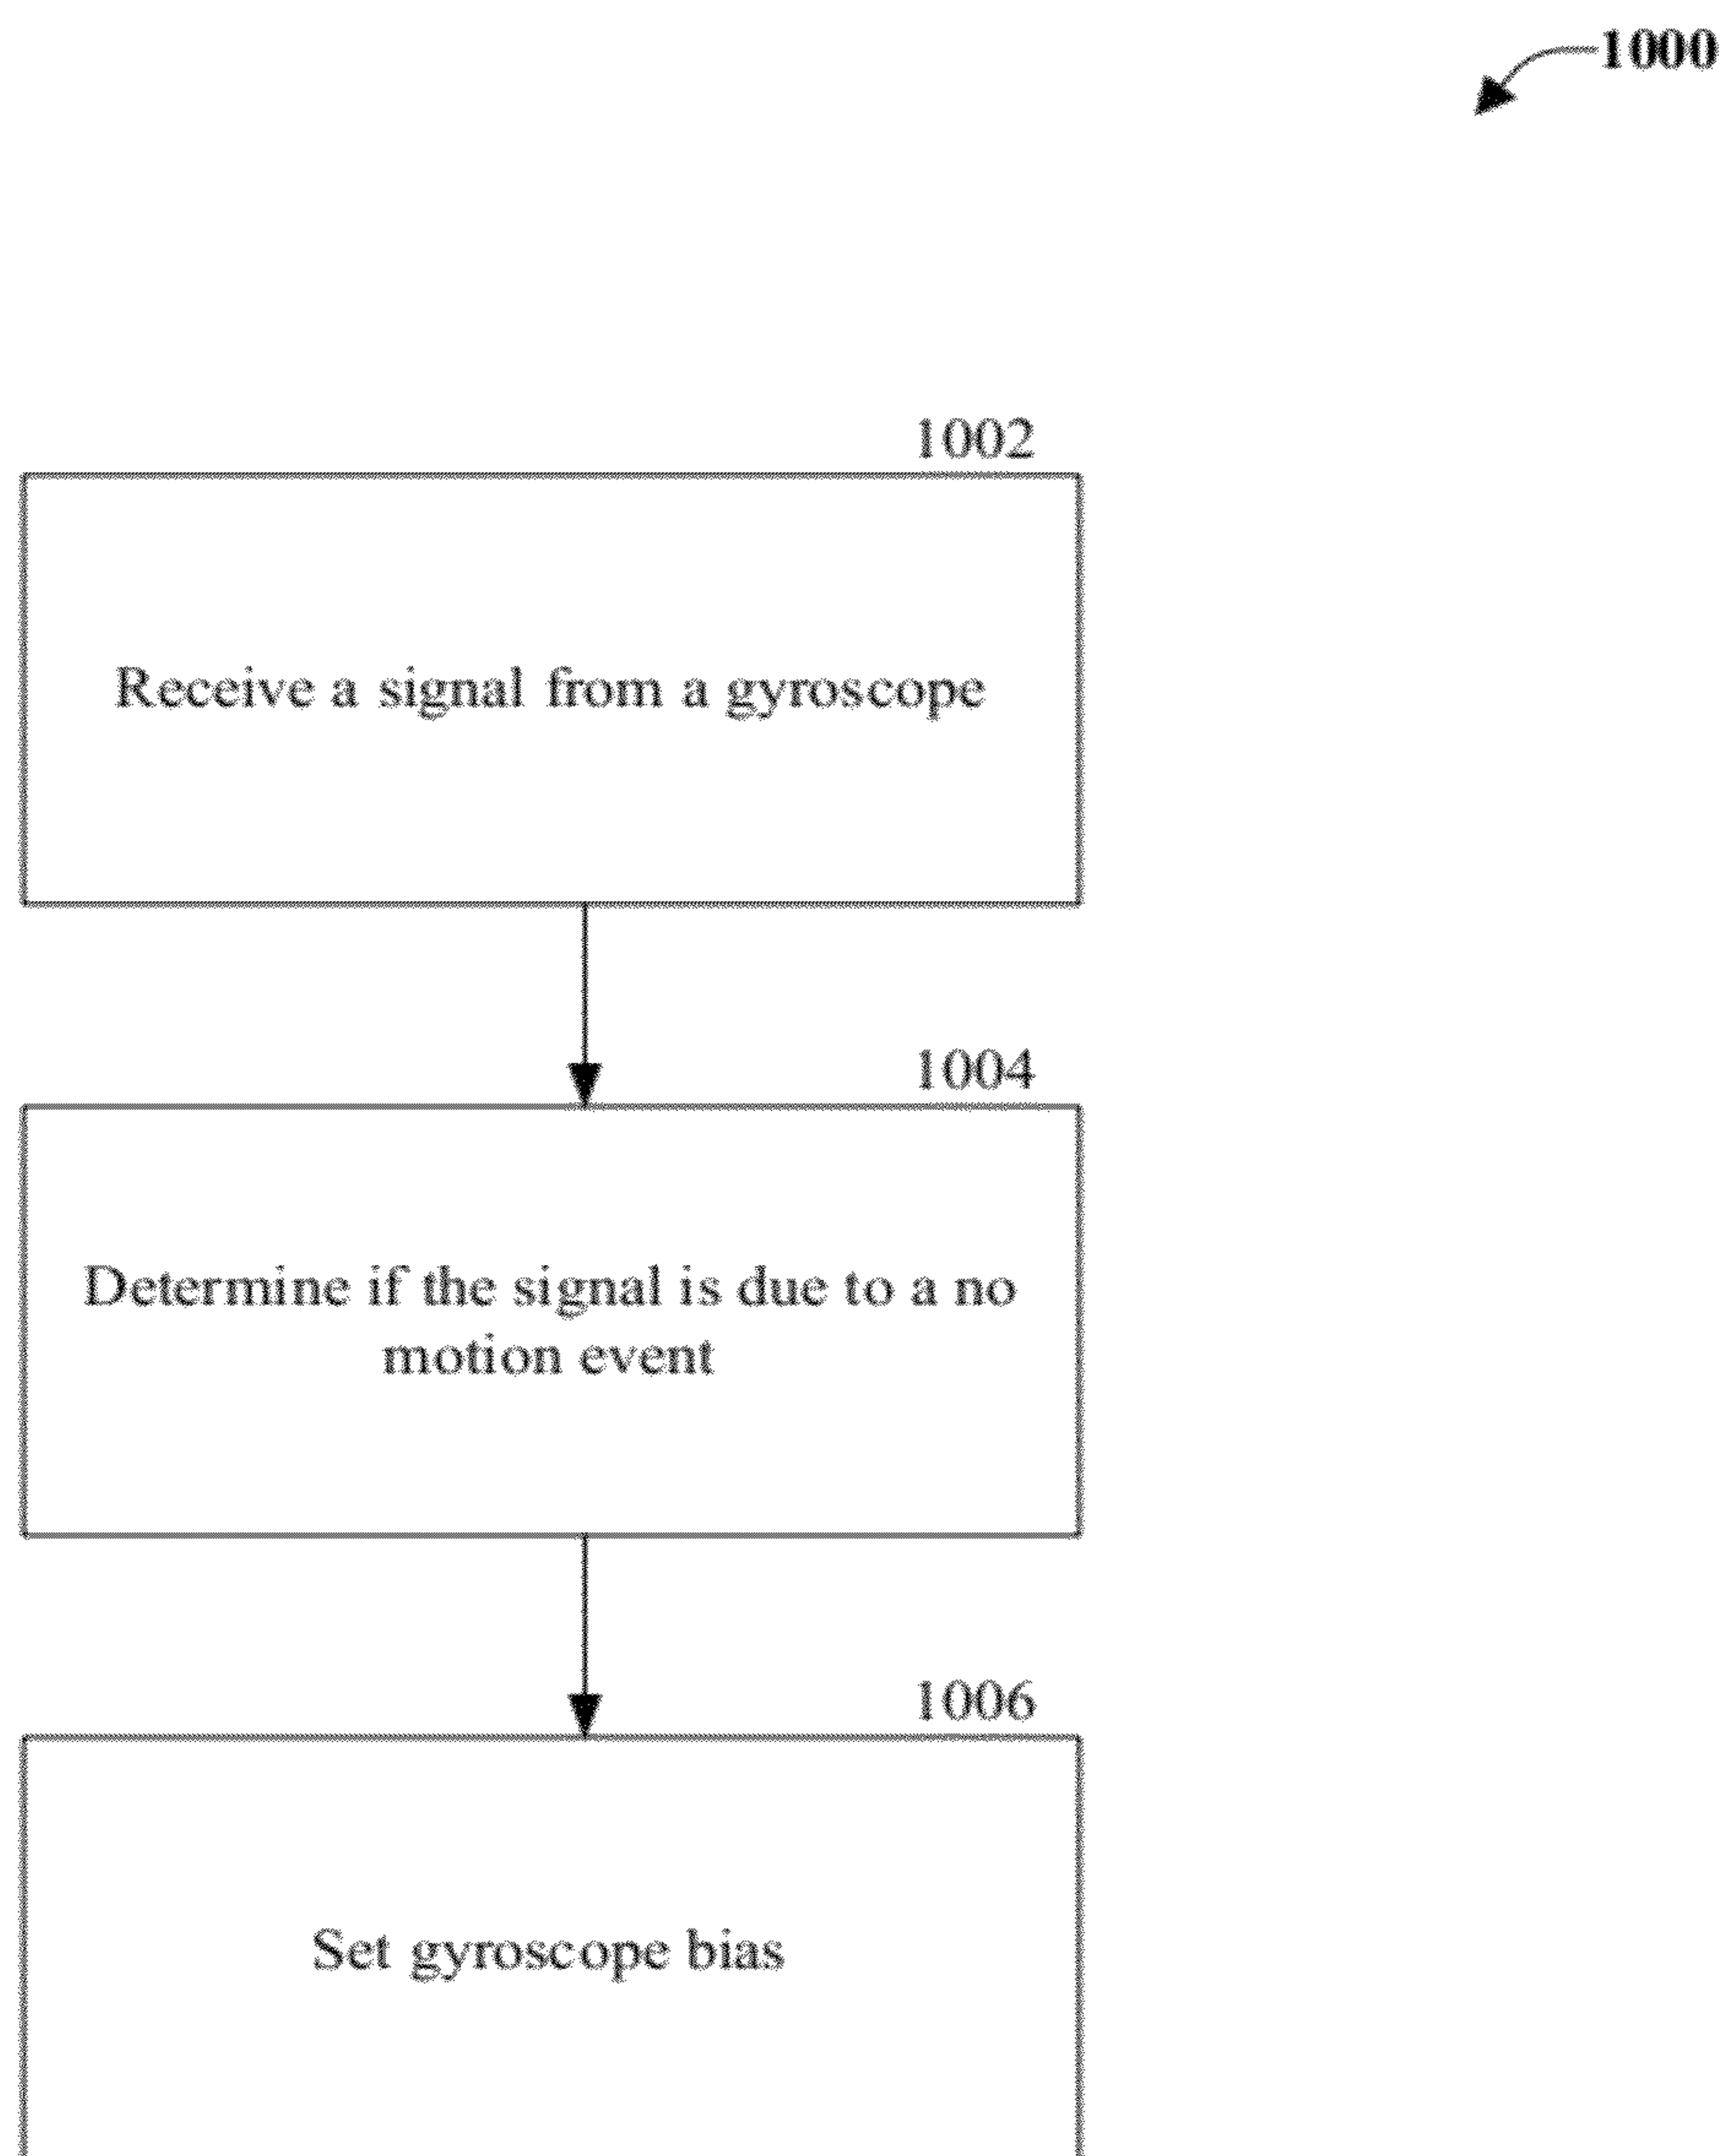 1000
1002
Receive a signal from a gyroscope
1004
Determine if the signal is due to a no
motion event
1006
Set gyroscope bias